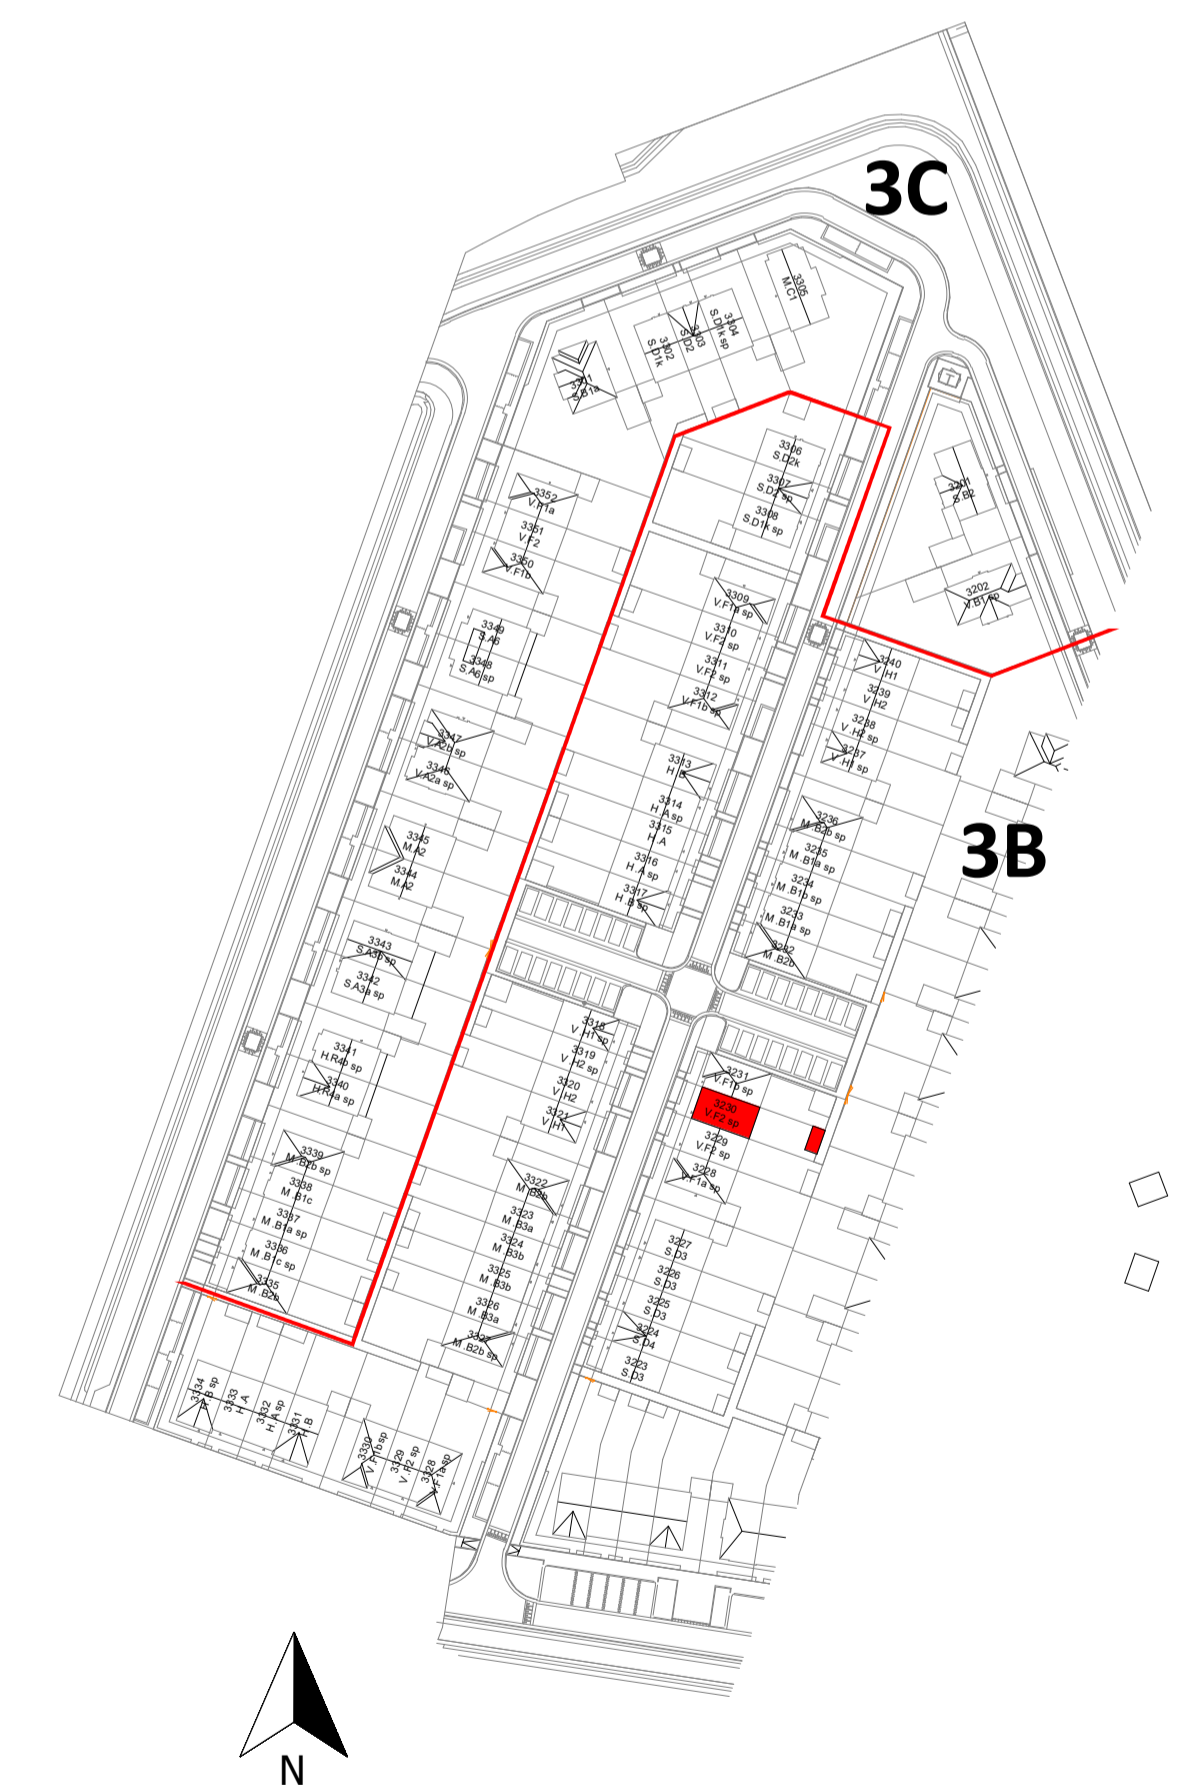 3C
3305
M.C1
3304
S.D1k sp
3303
S.D2
3302
S.D1k
3301
S.B1a
T
3306
S.D2k
3307
S.D2 sp
3308
S.D1k sp
3201
S.B2
3202
V.B1 sp
3352
V.F1a
3351
V.F2
3350
V.F1b
3349
S.A6
3348
S.A6 sp
3347
V.A2b sp
3346
V.A2a sp
3345
M.A2
3344
M.A2
3343
S.A3b sp
3342
S.A3a sp
3341
H.R4b sp
3340
H.R4a sp
3339
M.B2b sp
3338
M.B1c
3337
M.B1a sp
3336
M.B1c sp
3335
M.B2b
3309
V.F1a sp
3310
V.F2 sp
3311
V.F2 sp
3312
V.F1b sp
3313
H.B
3314
H.A sp
3315
H.A
3316
H.A sp
3317
H.B sp
3240
V.H1
3239
V.H2
3238
V.H2 sp
3237
V.H1 sp
3236
M.B2b sp
3235
M.B1a sp
3234
M.B1b sp
3233
M.B1a sp
3232
M.B2b
3B
3318
V.H1 sp
3319
V.H2 sp
3320
V.H2
3321
V.H1
3322
M.B2b
3323
M.B3a
3324
M.B3b
3325
M.B3b
3326
M.B3a
3327
M.B2b sp
3231
V.F1b sp
3230
V.F2 sp
3229
V.F2 sp
3228
V.F1a sp
3227
S.D3
3226
S.D3
3225
S.D3
3224
S.D4
3223
S.D3
3334
H.B sp
3333
H.A
3332
H.A sp
3331
H.B
3330
V.F1b sp
3329
V.F2 sp
3328
V.F1a sp
N